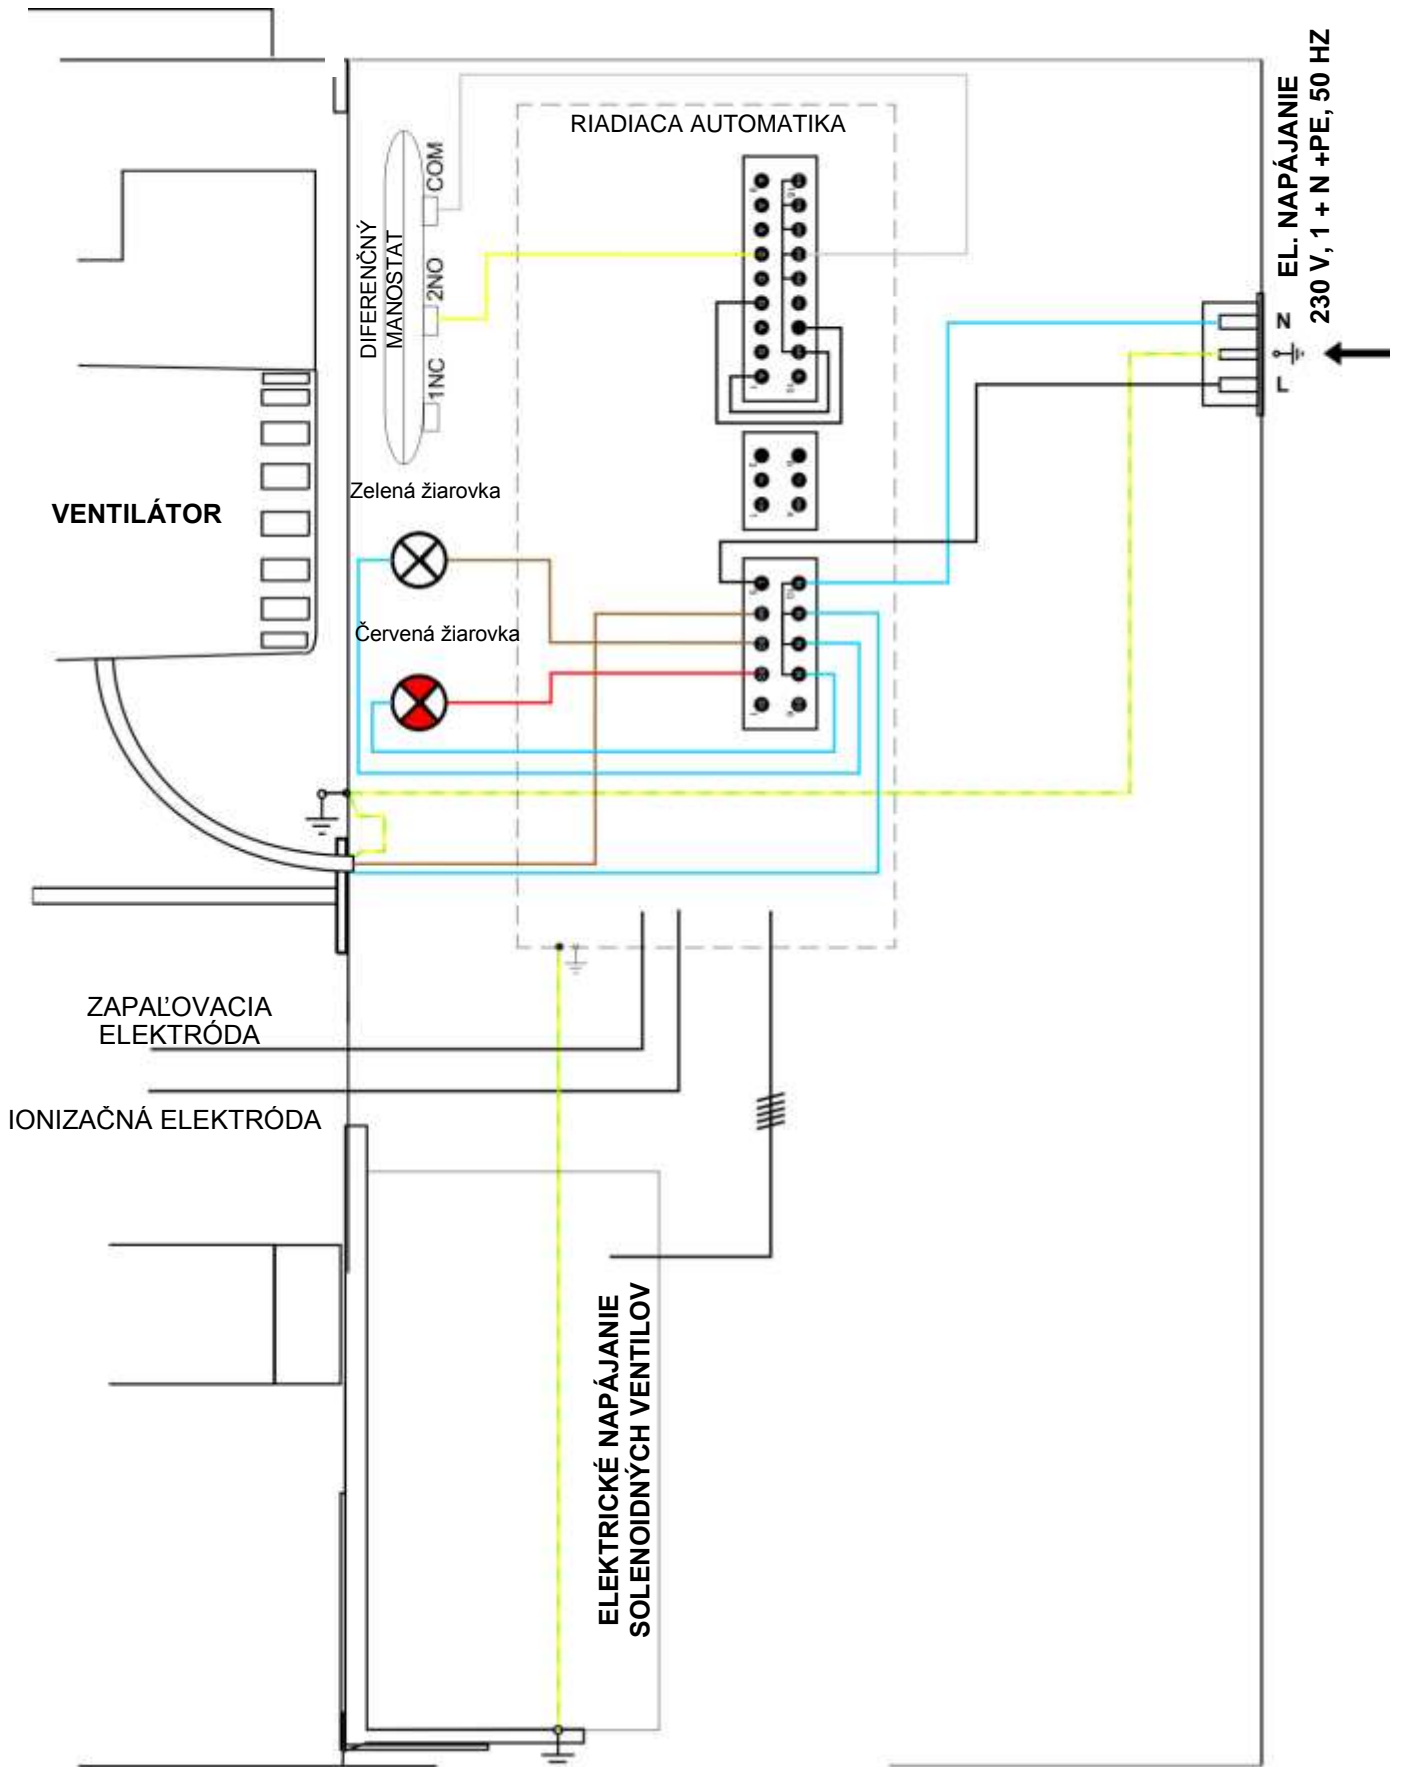 RIADIACA AUTOMATIKA
EL. NAPÁJANIE
230 V, 1 + N +PE, 50 HZ
DIFERENČNÝ
MANOSTAT
COM
2NO
1NC
N
L
Zelená žiarovka
VENTILÁTOR
Červená žiarovka
ZAPAĽOVACIA
ELEKTRÓDA
IONIZAČNÁ ELEKTRÓDA
ELEKTRICKÉ NAPÁJANIE
SOLENOIDNÝCH VENTILOV